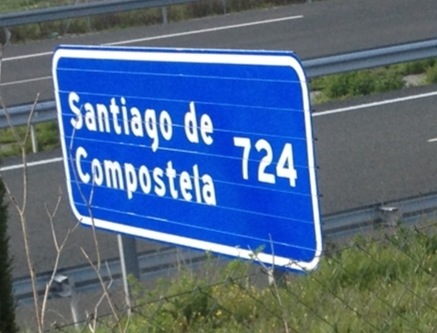 Santiago de
Compostela 724